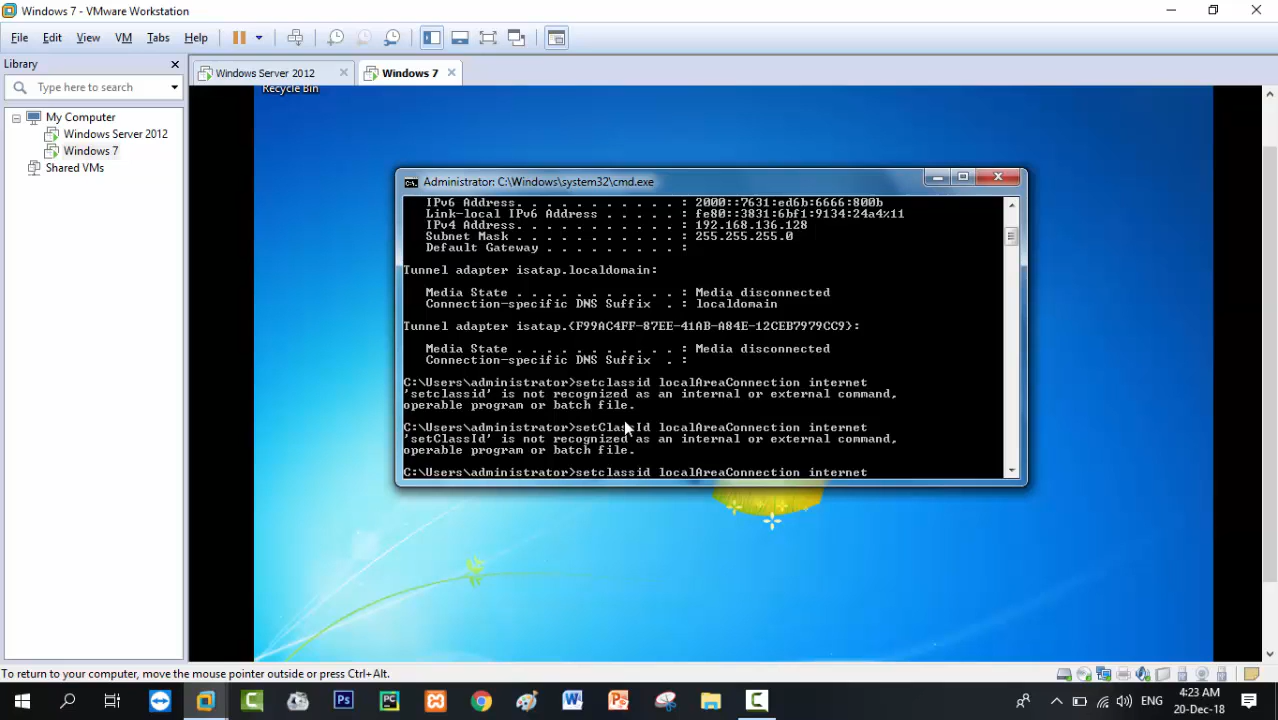 Windows 7 - VMware Workstation
File Edit View VM Tabs Help
Library
Type here to search
My Computer
Windows Server 2012
Windows 7
Shared VMs
Windows Server 2012
Windows 7
Recycle Bin
Administrator: C:\Windows\system32\cmd.exe
IPv6 Address. . . . . . . . . . . : 2000::7631:ed6b:6666:800b
Link-local IPv6 Address . . . . . : fe80::3831:6bf1:9134:24a4%11
IPv4 Address. . . . . . . . . . . : 192.168.136.128
Subnet Mask . . . . . . . . . . . : 255.255.255.0
Default Gateway . . . . . . . . . :
Tunnel adapter isatap.localdomain:
Media State . . . . . . . . . . . : Media disconnected
Connection-specific DNS Suffix  . : localdomain
Tunnel adapter isatap.{F99AC4FF-87EE-41AB-A84E-12CEB7979CC9}:
Media State . . . . . . . . . . . : Media disconnected
Connection-specific DNS Suffix  . :
C:\Users\administrator>setclassid localAreaConnection internet
'setclassid' is not recognized as an internal or external command,
operable program or batch file.
C:\Users\administrator>setClassId localAreaConnection internet
'setClassId' is not recognized as an internal or external command,
operable program or batch file.
C:\Users\administrator>setclassid localAreaConnection internet
To return to your computer, move the mouse pointer outside or press Ctrl+Alt.
ENG
4:23 AM
20-Dec-18